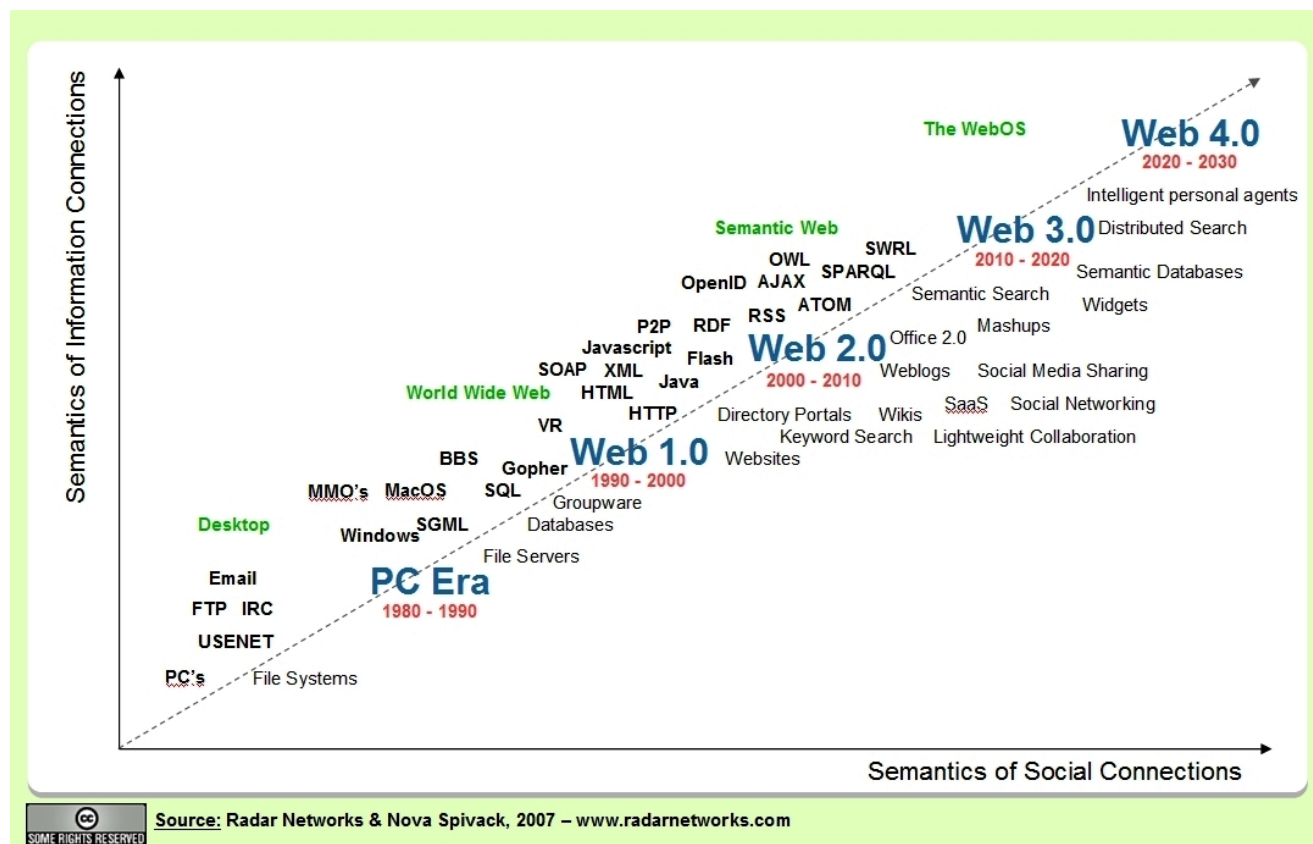 Semantics of Information Connections
The WebOS
Web 4.0
2020 - 2030
Intelligent personal agents
Semantic Web
Web 3.0
Distributed Search
2010 - 2020
SWRL
OWL
SPARQL
Semantic Databases
OpenID
AJAX
Semantic Search
Widgets
ATOM
RSS
P2P
RDF
Mashups
Office 2.0
Javascript
Web 2.0
Flash
2000 - 2010
SOAP
XML
Java
Weblogs
Social Media Sharing
World Wide Web
HTML
SaaS
Social Networking
HTTP
Directory Portals
Wikis
VR
Keyword Search
Lightweight Collaboration
Web 1.0
1990 - 2000
Websites
BBS
Gopher
MMO's
MacOS
SQL
Groupware
Desktop
Windows
SGML
Databases
File Servers
Email
PC Era
1980 - 1990
FTP
IRC
USENET
PC's
File Systems
Semantics of Social Connections
cc
SOME RIGHTS RESERVED
Source: Radar Networks & Nova Spivack, 2007 – www.radarnetworks.com